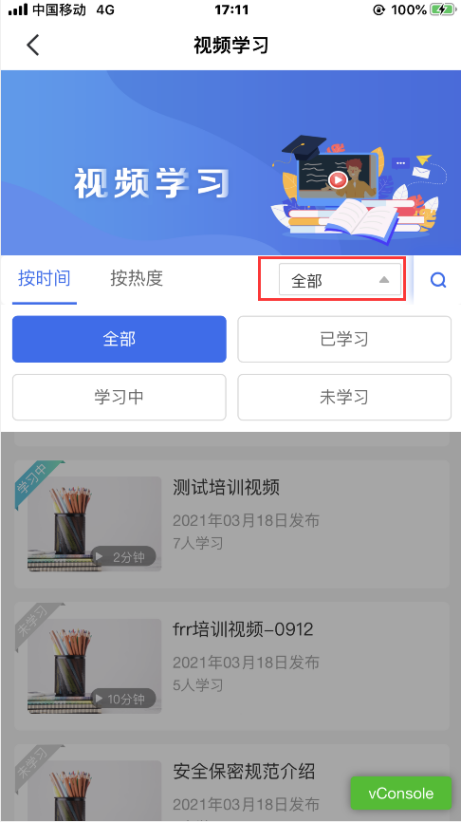 中国移动 4G 17:11 100%
视频学习
视频学习
按时间 按热度 全部
全部 已学习
学习中 未学习
学习中
测试培训视频
2021年03月18日发布
7人学习
2分钟
未学习
frr培训视频-0912
2021年03月18日发布
5人学习
10分钟
未学习
安全保密规范介绍
2021年03月18日发布
vConsole